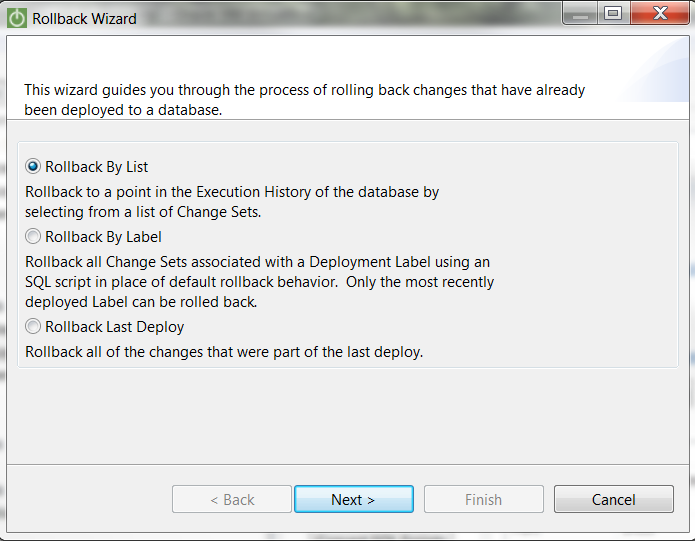 Rollback Wizard
This wizard guides you through the process of rolling back changes that have already
been deployed to a database.
Rollback By List
Rollback to a point in the Execution History of the database by
selecting from a list of Change Sets.
Rollback By Label
Rollback all Change Sets associated with a Deployment Label using an
SQL script in place of default rollback behavior.  Only the most recently
deployed Label can be rolled back.
Rollback Last Deploy
Rollback all of the changes that were part of the last deploy.
< Back
Next >
Finish
Cancel